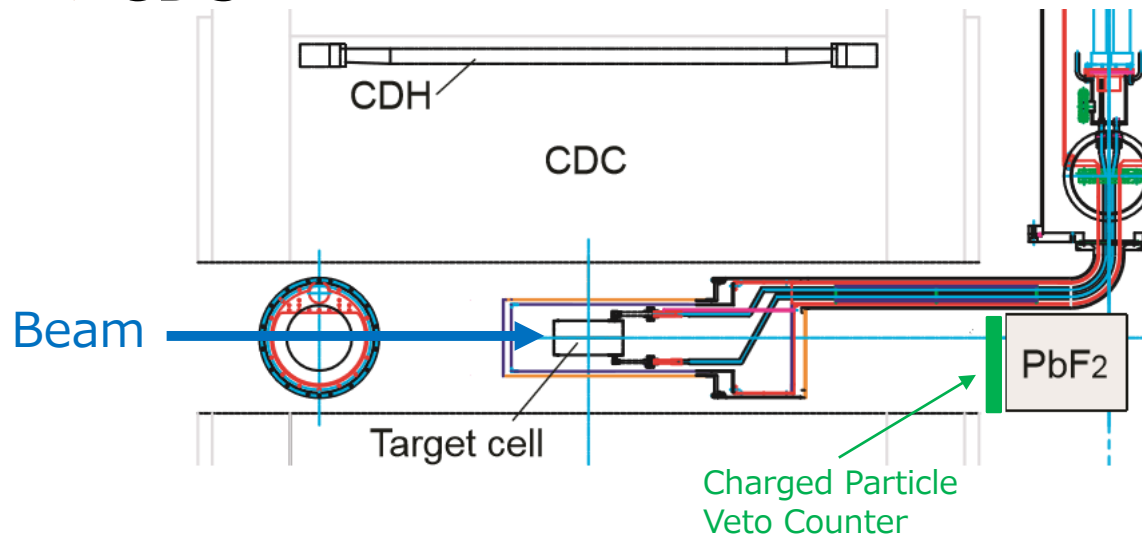 CDH
CDC
Beam
PbF2
Target cell
Charged Particle
Veto Counter